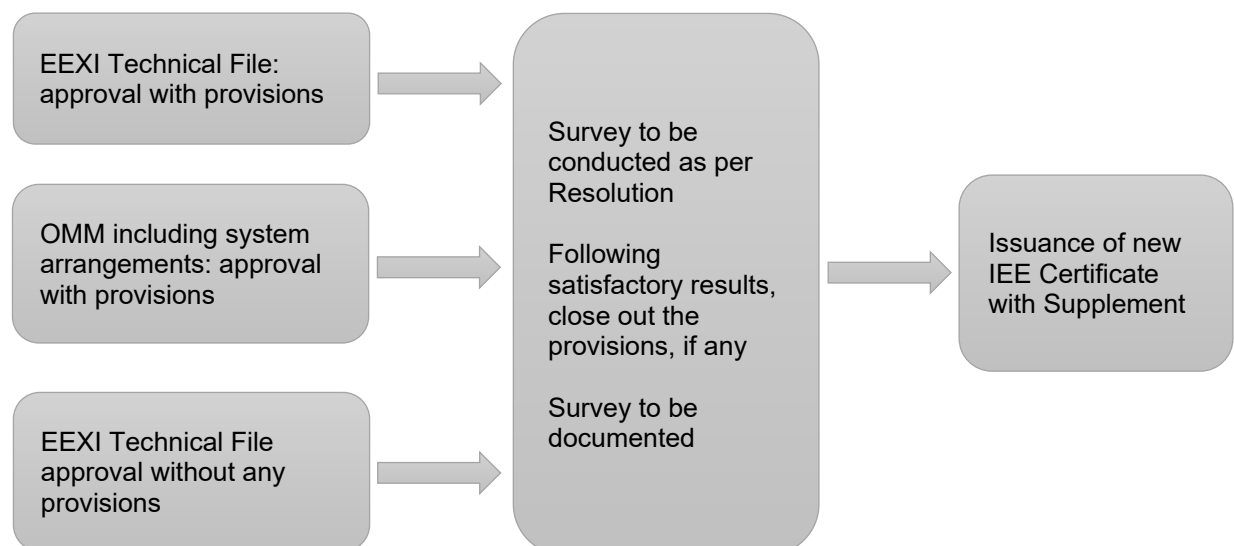 EEXI Technical File:
approval with provisions
OMM including system
arrangements: approval
with provisions
EEXI Technical File
approval without any
provisions
Survey to be
conducted as per
Resolution
Following
satisfactory results,
close out the
provisions, if any
Survey to be
documented
Issuance of new
IEE Certificate
with Supplement